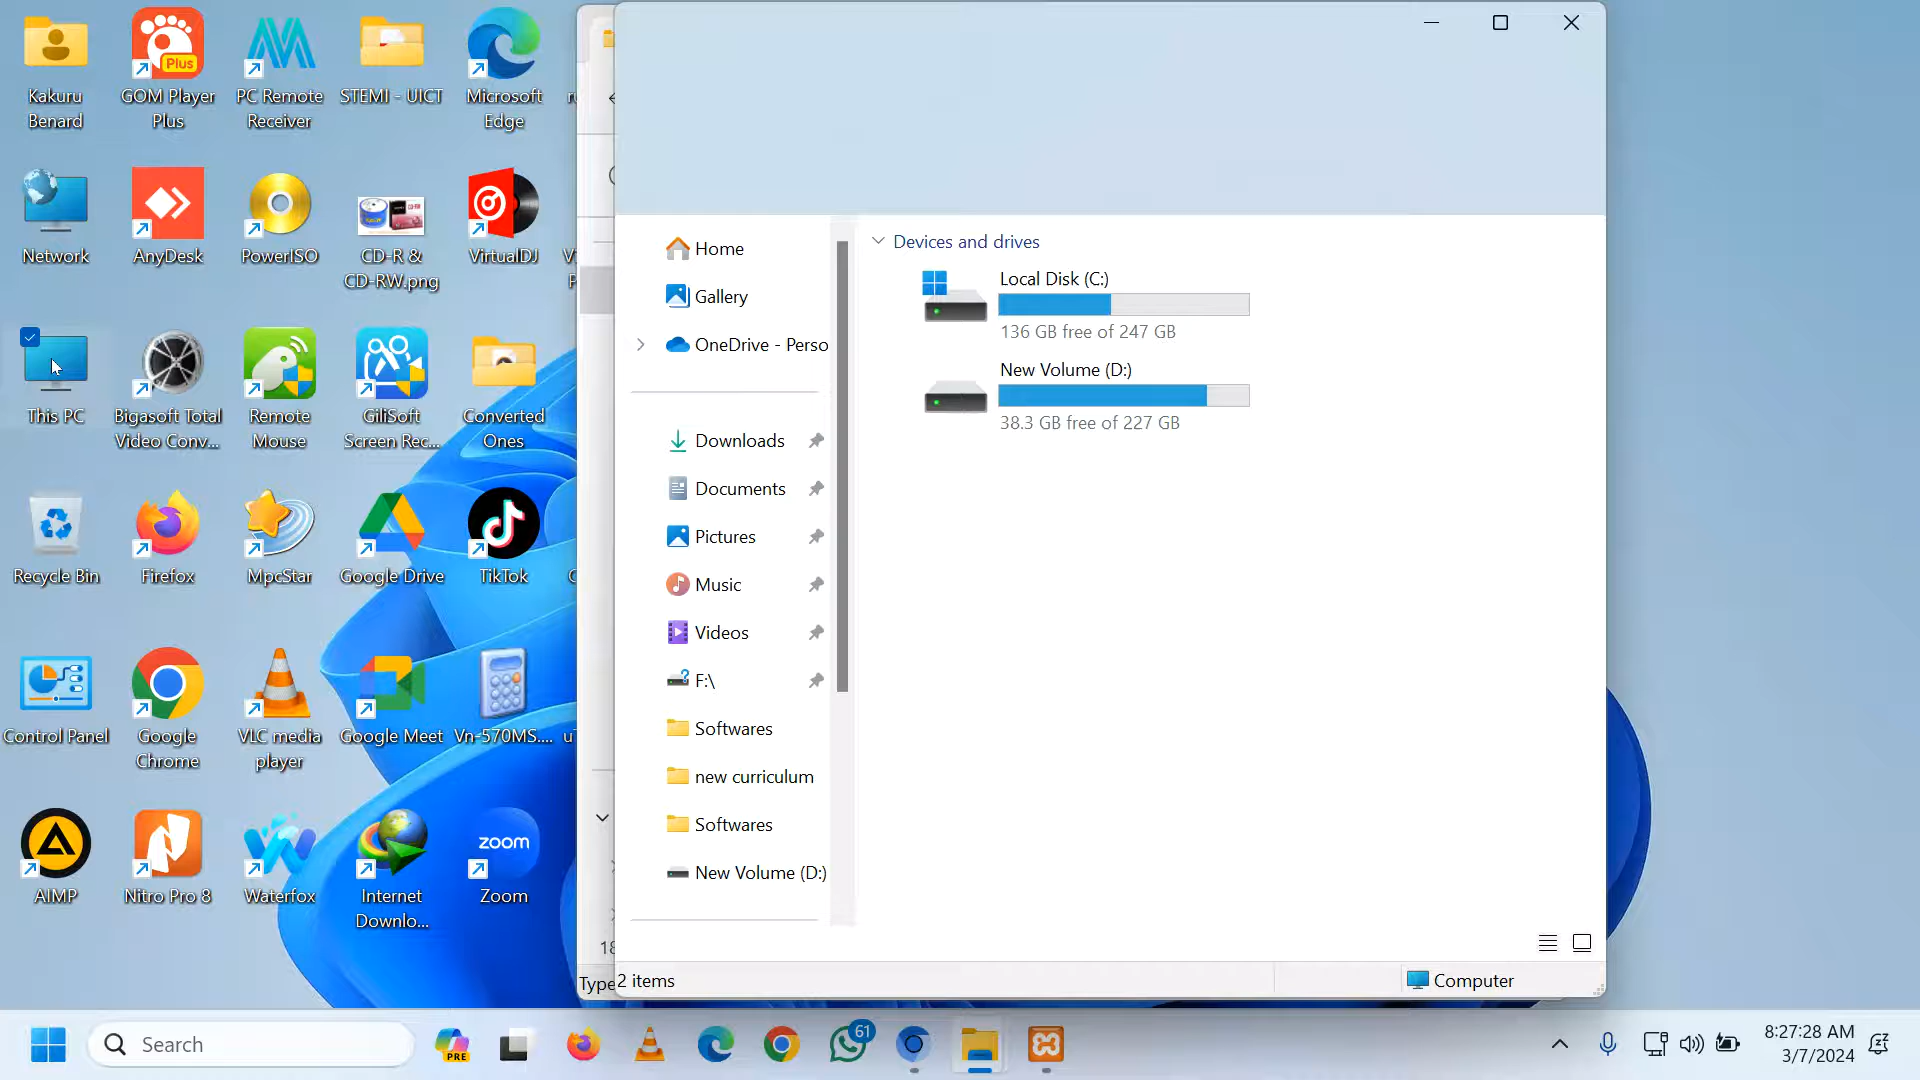 Kakuru
Benard
GOM Player
Plus
PC Remote
Receiver
STEMI - UICT
Microsoft
Edge
Network
AnyDesk
PowerISO
CD-R &
CD-RW.png
VirtualDJ
This PC
Bigasoft Total
Video Conv...
Remote
Mouse
GiliSoft
Screen Rec...
Converted
Ones
Recycle Bin
Firefox
MpcStar
Google Drive
TikTok
Control Panel
Google
Chrome
VLC media
player
Google Meet
Vn-570MS....
AIMP
Nitro Pro 8
Waterfox
Internet
Downlo...
zoom
Zoom
Plus
Home
Gallery
OneDrive - Perso
Downloads
Documents
Pictures
Music
Videos
F:\
Softwares
new curriculum
Softwares
New Volume (D:)
Devices and drives
Local Disk (C:)
136 GB free of 247 GB
New Volume (D:)
38.3 GB free of 227 GB
Type
2 items
Computer
Search
PRE
61
8:27:28 AM
3/7/2024